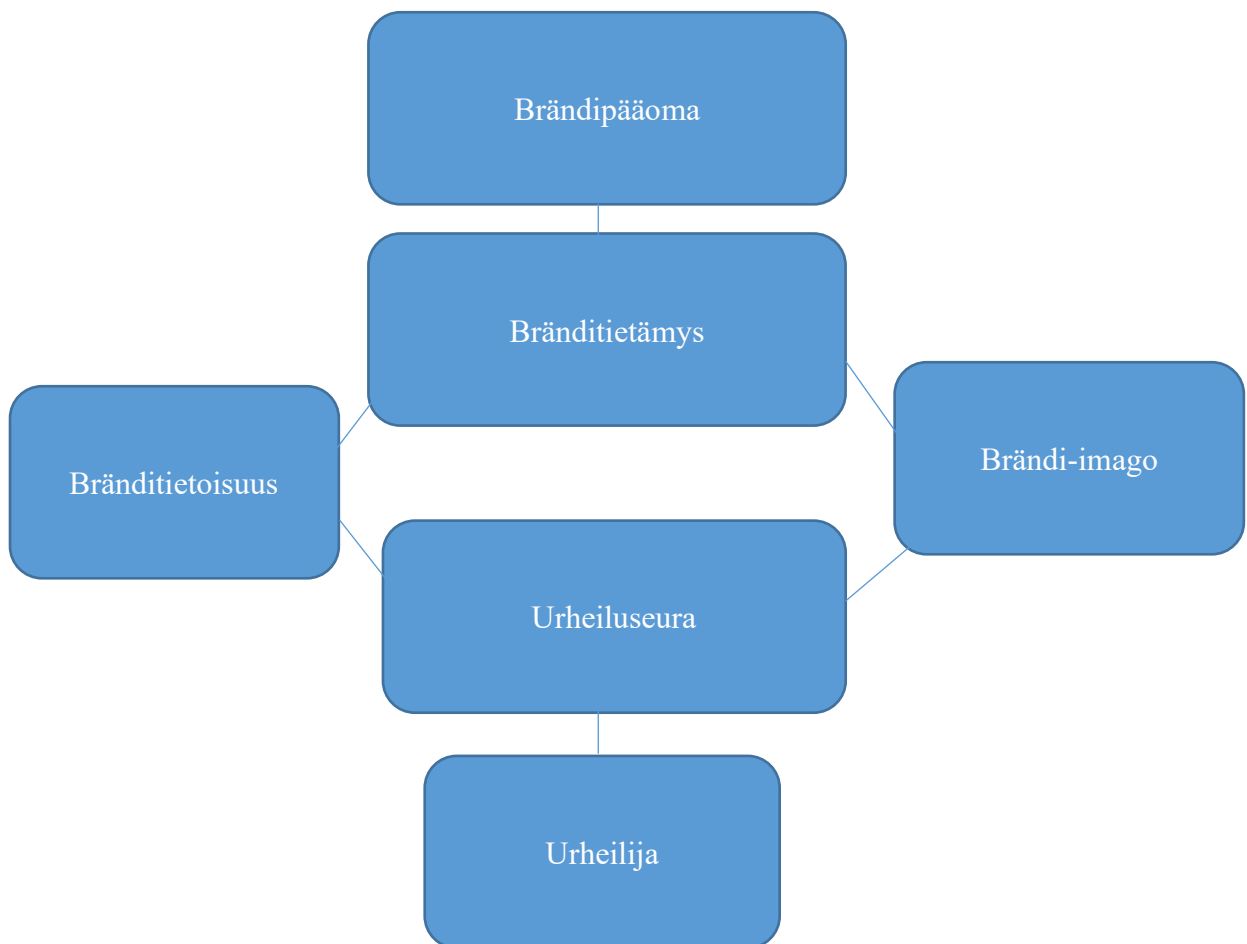 Brändipääoma
Bränditietämys
Brändi-imago
Bränditietoisuus
Urheiluseura
Urheilija